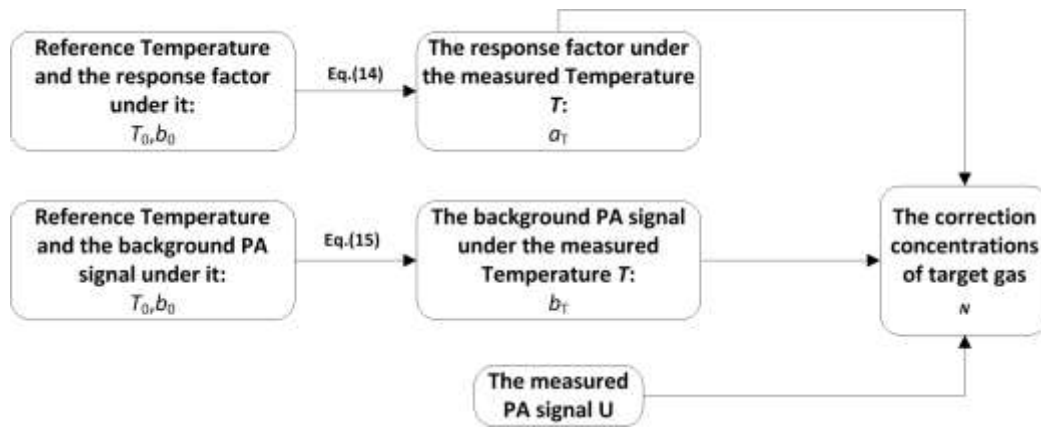 Reference Temperature
and the response factor
under it:
T₀,b₀
Eq.(14)
The response factor under
the measured Temperature
T:
a_T
Reference Temperature
and the background PA
signal under it:
T₀,b₀
Eq.(15)
The background PA signal
under the measured
Temperature T:
b_T
The correction
concentrations
of target gas
N
The measured
PA signal U